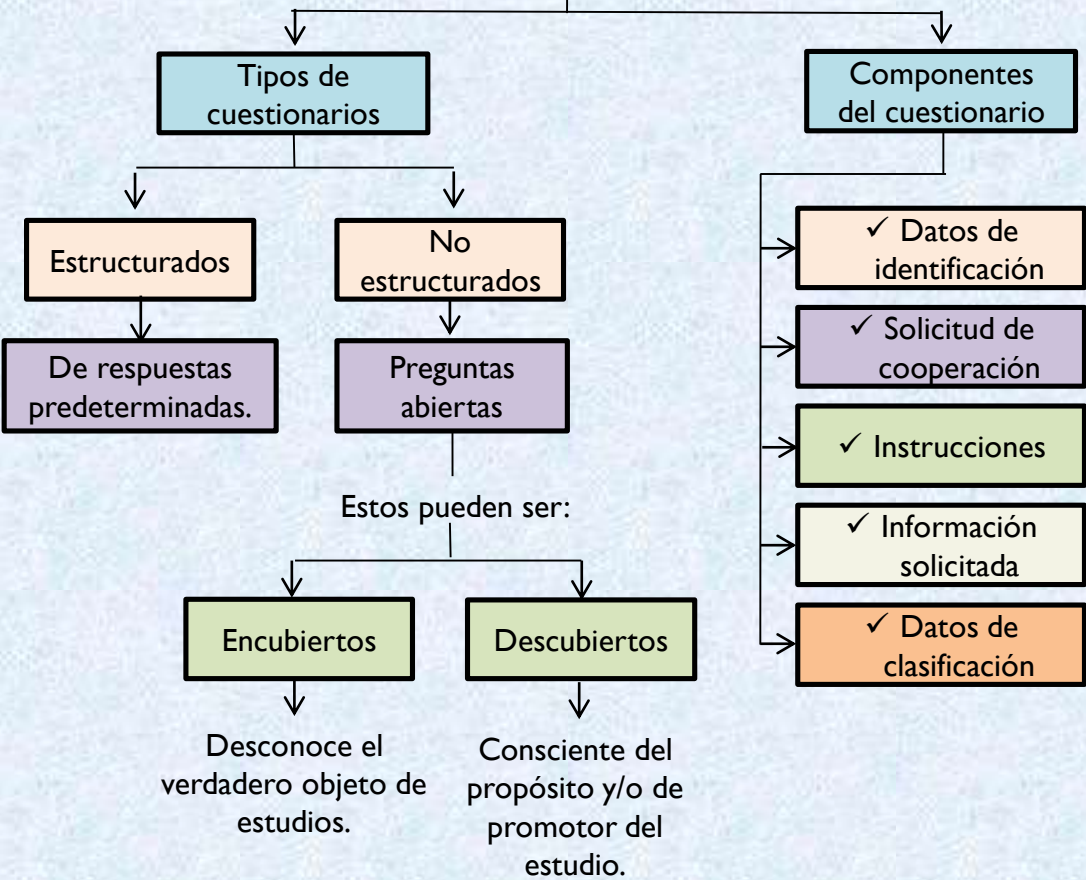 Tipos de
cuestionarios
Componentes
del cuestionario
Estructurados
No
estructurados
De respuestas
predeterminadas.
Preguntas
abiertas
Estos pueden ser:
Encubiertos
Descubiertos
Desconoce el
verdadero objeto de
estudios.
Consciente del
propósito y/o de
promotor del
estudio.
✓ Datos de
identificación
✓ Solicitud de
cooperación
✓ Instrucciones
✓ Información
solicitada
✓ Datos de
clasificación